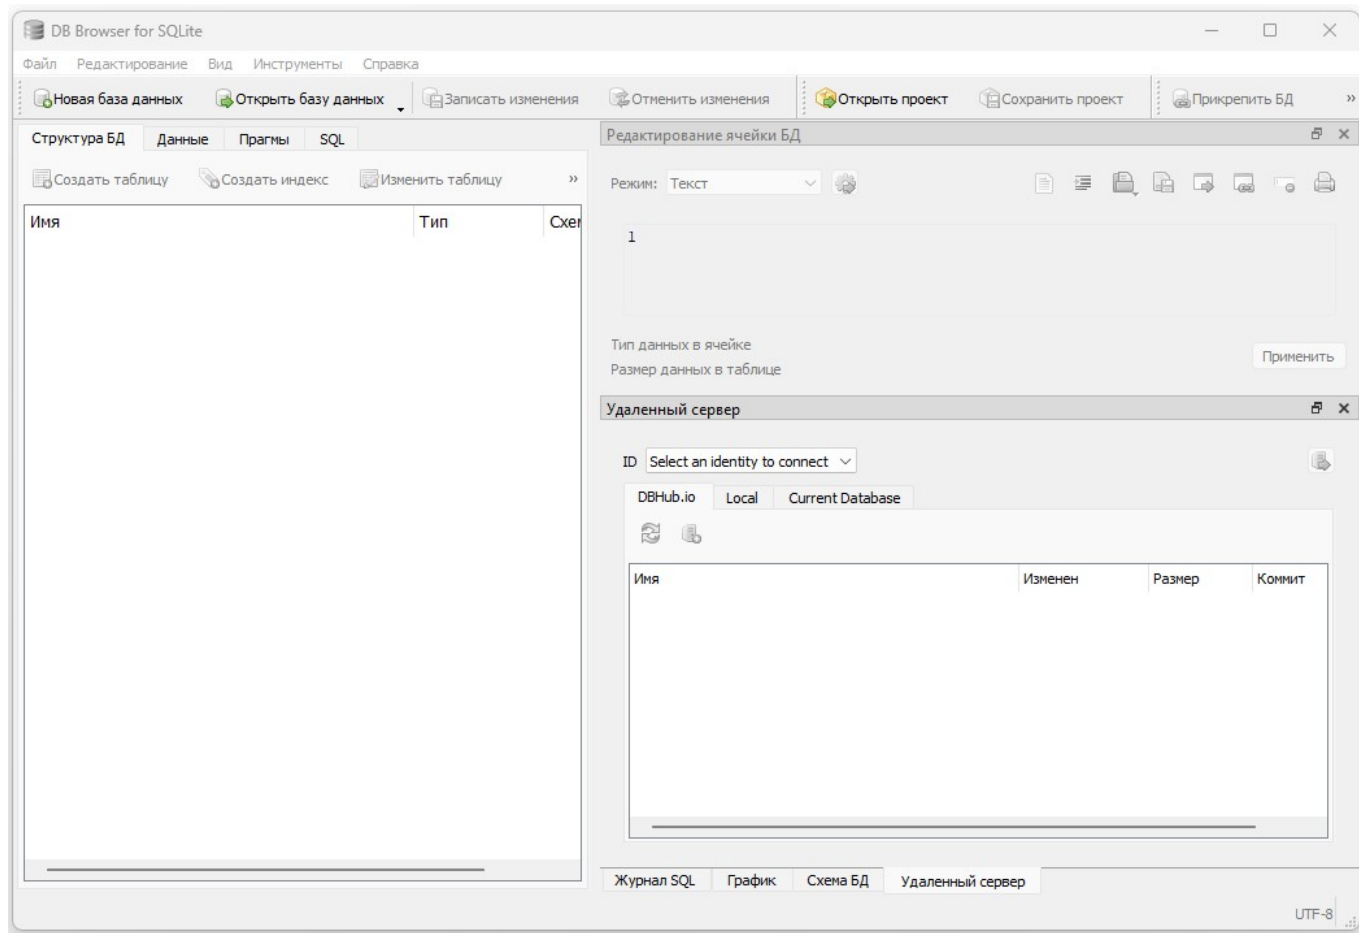 DB Browser for SQLite
Файл Редактирование Вид Инструменты Справка
Новая база данных Открыть базу данных Записать изменения Отменить изменения Открыть проект Сохранить проект Прикрепить БД »
Структура БД Данные Прагмы SQL
Создать таблицу Создать индекс Изменить таблицу »
Имя Тип Схем
Редактирование ячейки БД
Режим: Текст
1
Тип данных в ячейке
Размер данных в таблице
Применить
Удаленный сервер
ID Select an identity to connect
DBHub.io Local Current Database
Имя Изменен Размер Коммит
Журнал SQL График Схема БД Удаленный сервер
UTF-8